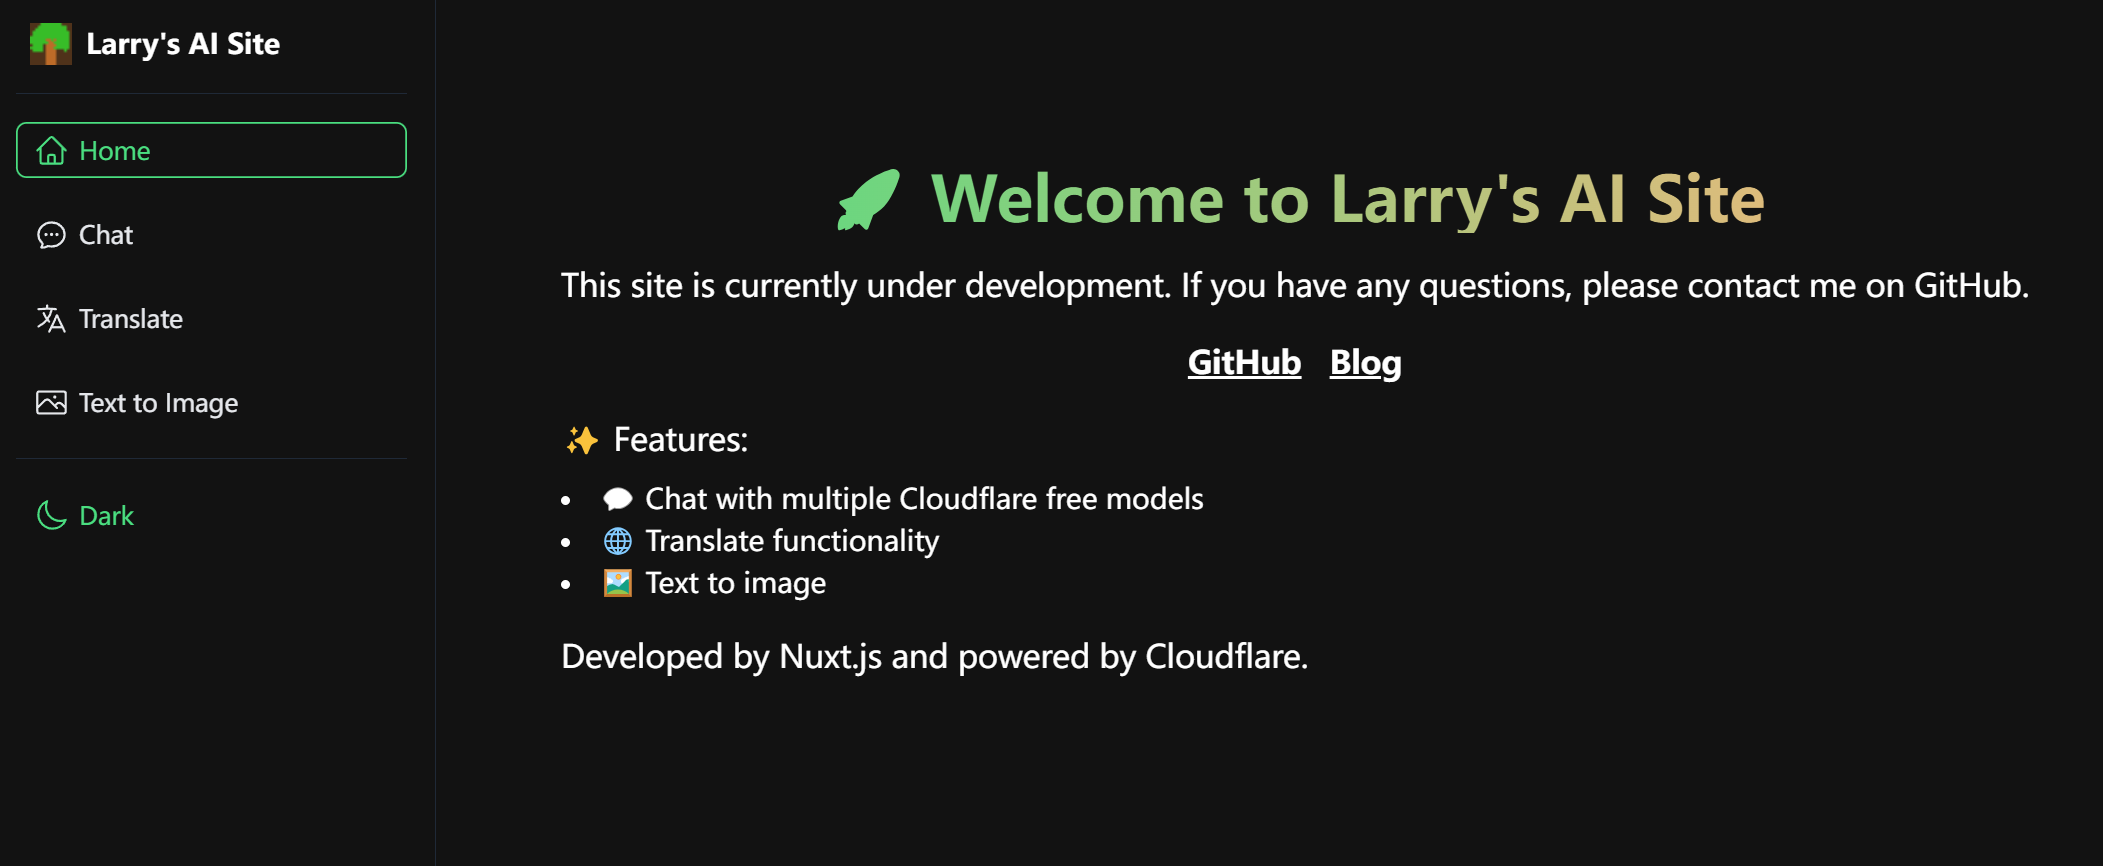 Larry's AI Site
Home
Chat
Translate
Text to Image
Dark
🚀 Welcome to Larry's AI Site
This site is currently under development. If you have any questions, please contact me on GitHub.
GitHub Blog
✨ Features:
• 💬 Chat with multiple Cloudflare free models
• 🌐 Translate functionality
• 🖼️ Text to image
Developed by Nuxt.js and powered by Cloudflare.